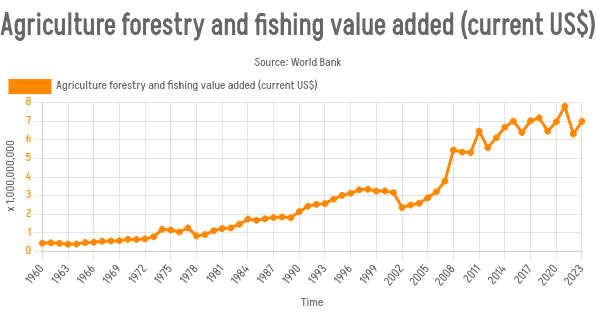 Agriculture forestry and fishing value added (current US$)
Source: World Bank
Agriculture forestry and fishing value added (current US$)
x 1,000,000,000
8
7
6
5
4
3
2
1
0
1960 1963 1966 1969 1972 1975 1978 1981 1984 1987 1990 1993 1996 1999 2002 2005 2008 2011 2014 2017 2020 2023
Time